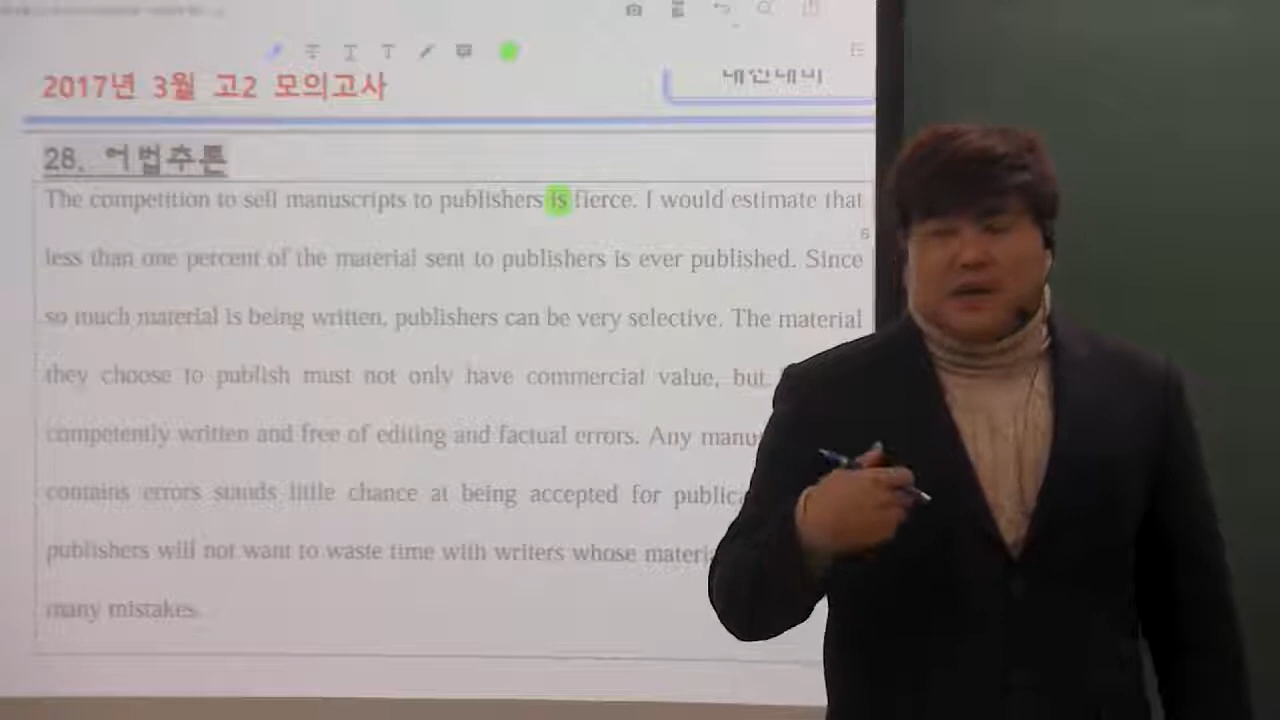 2017년 3월 고2 모의고사
내신대비
28. 어법추론
The competition to sell manuscripts to publishers is fierce. I would estimate that
6
less than one percent of the material sent to publishers is ever published. Since
so much material is being written, publishers can be very selective. The material
they choose to publish must not only have commercial value, but
competently written and free of editing and factual errors. Any manu
contains errors stands little chance at being accepted for public
publishers will not want to waste time with writers whose materi
many mistakes.